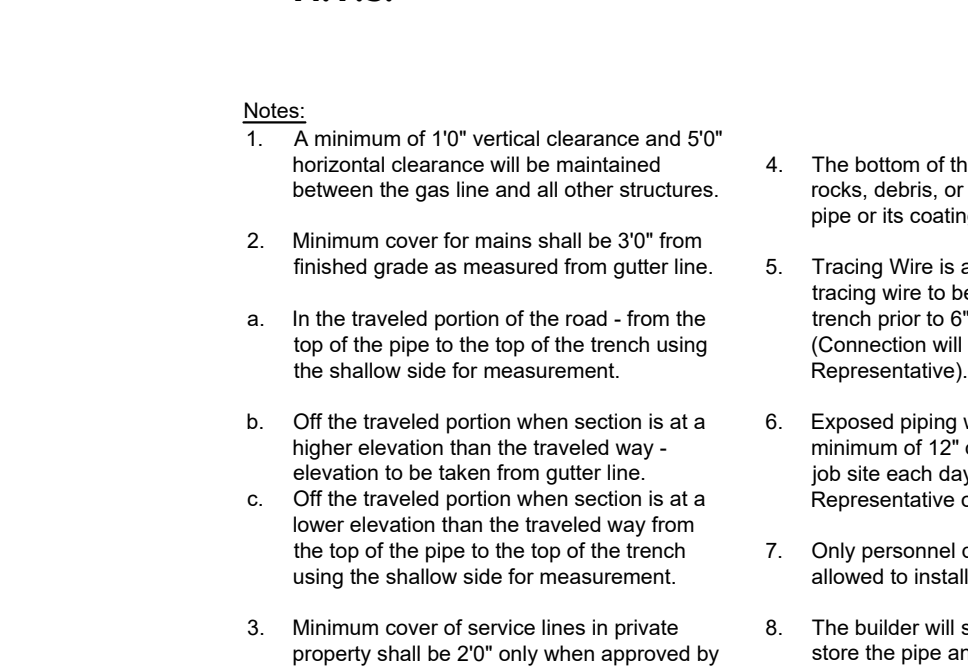 Notes:
1. A minimum of 1'0" vertical clearance and 5'0"
horizontal clearance will be maintained
between the gas line and all other structures.
2. Minimum cover for mains shall be 3'0" from
finished grade as measured from gutter line.
a. In the traveled portion of the road - from the
top of the pipe to the top of the trench using
the shallow side for measurement.
b. Off the traveled portion when section is at a
higher elevation than the traveled way -
elevation to be taken from gutter line.
c. Off the traveled portion when section is at a
lower elevation than the traveled way from
the top of the pipe to the top of the trench
using the shallow side for measurement.
3. Minimum cover of service lines in private
property shall be 2'0" only when approved by
4. The bottom of th
rocks, debris, or
pipe or its coatin
5. Tracing Wire is a
tracing wire to be
trench prior to 6"
(Connection will
Representative).
6. Exposed piping w
minimum of 12" o
job site each day
Representative o
7. Only personnel o
allowed to install
8. The builder will s
store the pipe an